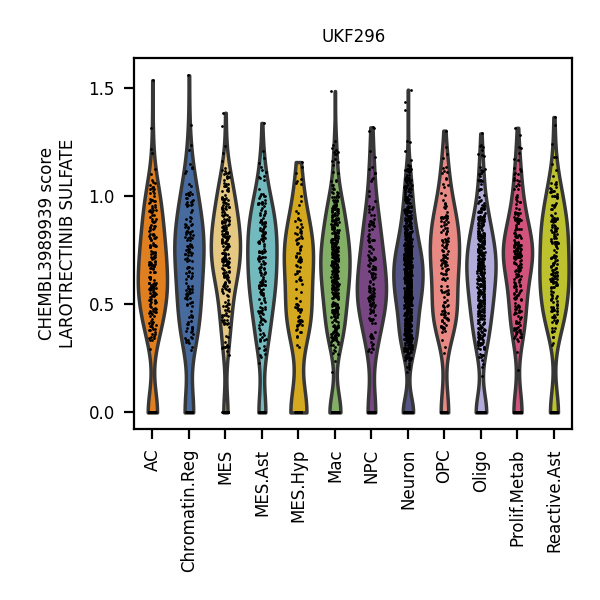 UKF296
CHEMBL3989939 score
LAROTRECTINIB SULFATE
1.5
1.0
0.5
0.0
AC
Chromatin.Reg
MES
MES.Ast
MES.Hyp
Mac
NPC
Neuron
OPC
Oligo
Prolif.Metab
Reactive.Ast